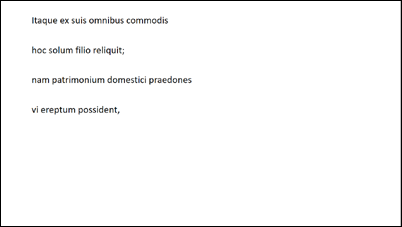 Itaque ex suis omnibus commodis
hoc solum filio reliquit;
nam patrimonium domestici praedones
vi ereptum possident,